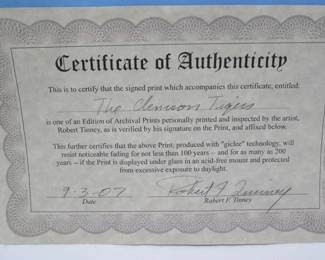 Certificate of Authenticity
This is to certify that the signed print which accompanies this certificate, entitled:
The Clemson Tigers
is one of an Edition of Archival Prints personally printed and inspected by the artist,
Robert Tinney, as is verified by his signature on the Print, and affixed below.
This further certifies that the above Print, produced with "giclee" technology, will
resist noticeable fading for not less than 100 years – and for as many as 200
years – if the Print is displayed under glass in an acid-free mount and protected
from excessive exposure to daylight.
9-3-07 Robert F Tinney
Date Robert F. Tinney